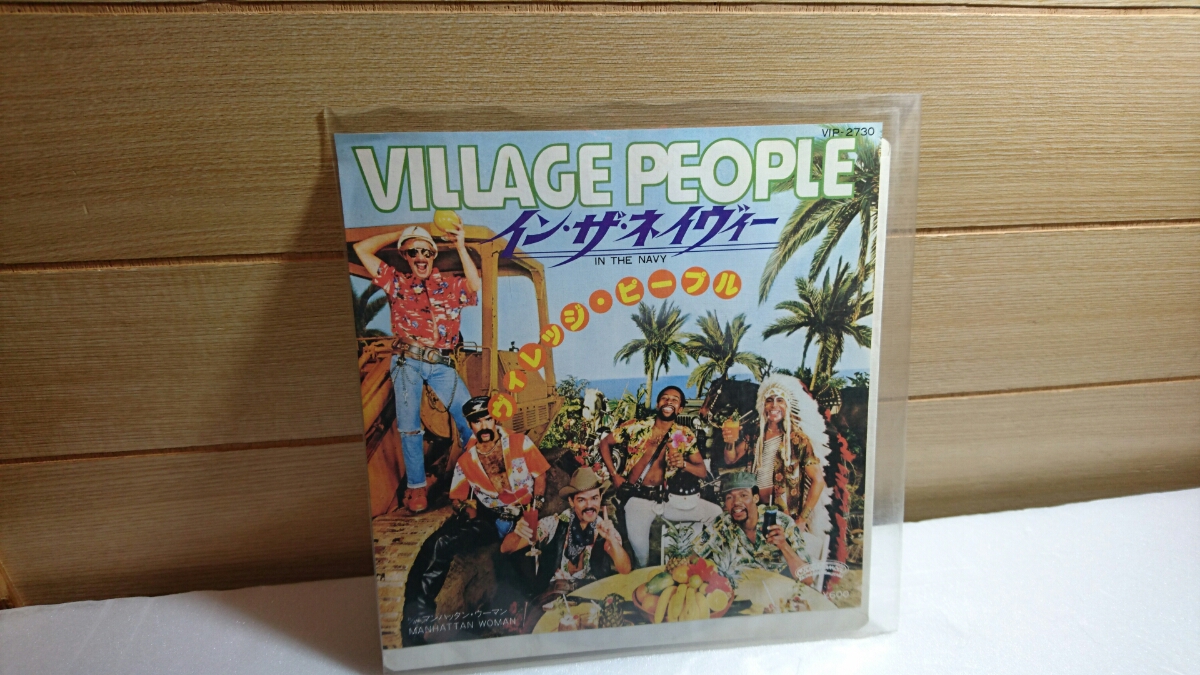 VIP-2730
VILLAGE PEOPLE
イン・ザ・ネイヴィー
IN THE NAVY
ヴィレッジ・ピープル
マンハッタン・ウーマン
MANHATTAN WOMAN
600